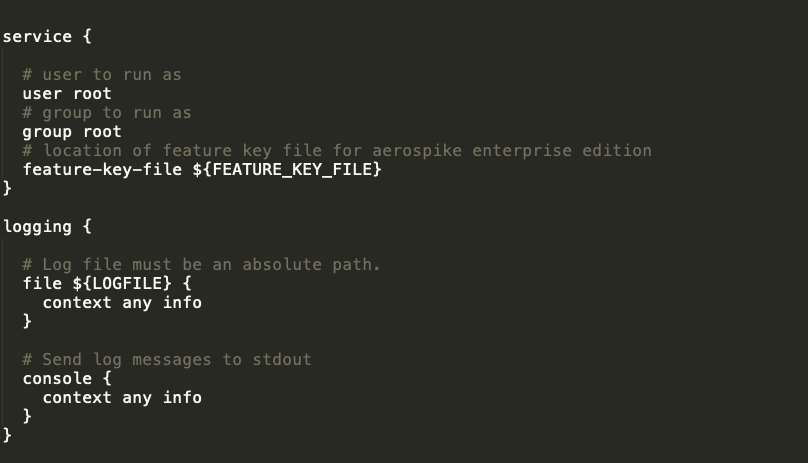 service {
# user to run as
user root
# group to run as
group root
# location of feature key file for aerospike enterprise edition
feature-key-file ${FEATURE_KEY_FILE}
}
logging {
# Log file must be an absolute path.
file ${LOGFILE} {
context any info
}
# Send log messages to stdout
console {
context any info
}
}